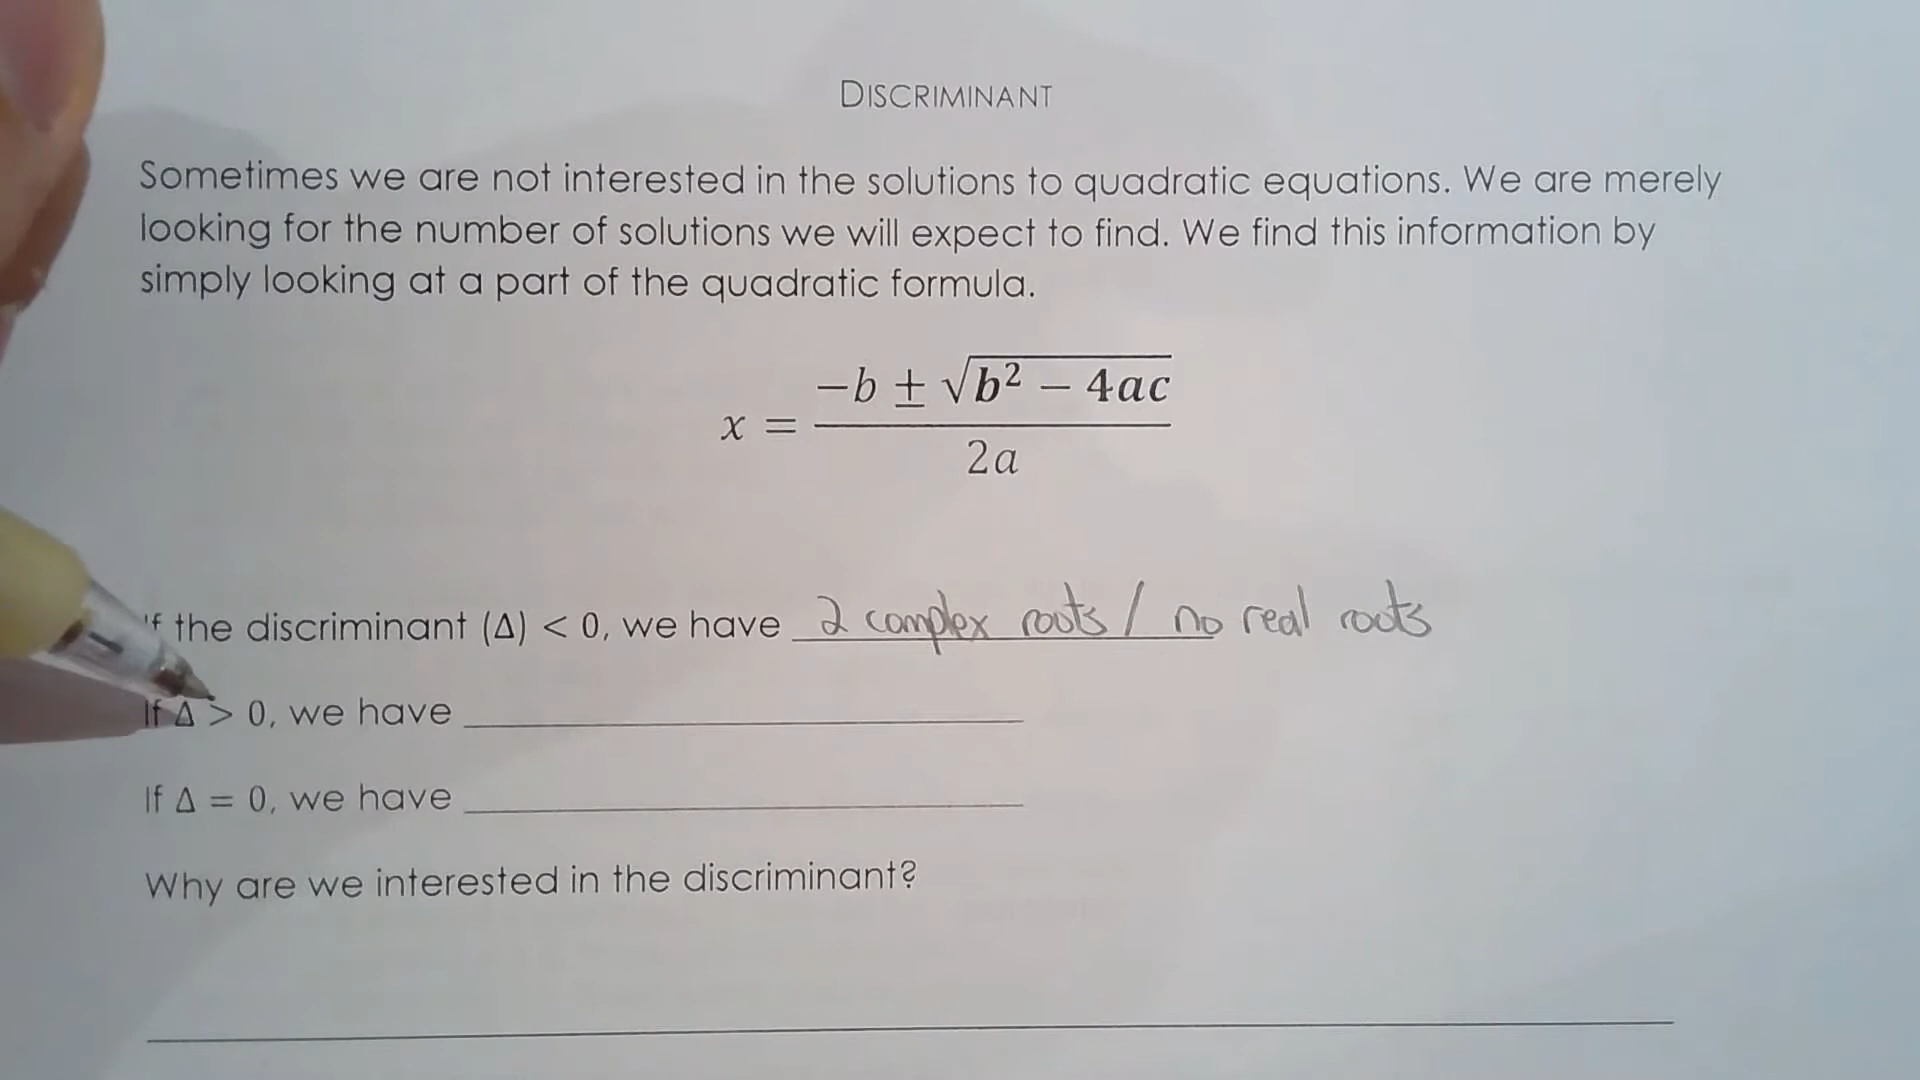 DISCRIMINANT
Sometimes we are not interested in the solutions to quadratic equations. We are merely
looking for the number of solutions we will expect to find. We find this information by
simply looking at a part of the quadratic formula.
x = (−b ± √(b² − 4ac)) / 2a
If the discriminant (Δ) < 0, we have 2 complex roots / no real roots
If Δ > 0, we have
If Δ = 0, we have
Why are we interested in the discriminant?